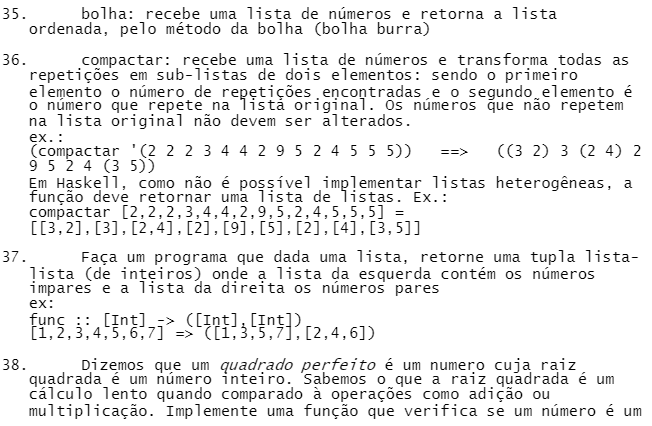 35. bolha: recebe uma lista de números e retorna a lista
ordenada, pelo método da bolha (bolha burra)
36. compactar: recebe uma lista de números e transforma todas as
repetições em sub-listas de dois elementos: sendo o primeiro
elemento o número de repetições encontradas e o segundo elemento é
o número que repete na lista original. Os números que não repetem
na lista original não devem ser alterados.
ex.:
(compactar '(2 2 2 3 4 4 2 9 5 2 4 5 5 5)) ==> ((3 2) 3 (2 4) 2
9 5 2 4 (3 5))
Em Haskell, como não é possível implementar listas heterogêneas, a
função deve retornar uma lista de listas. Ex.:
compactar [2,2,2,3,4,4,2,9,5,2,4,5,5,5] =
[[3,2],[3],[2,4],[2],[9],[5],[2],[4],[3,5]]
37. Faça um programa que dada uma lista, retorne uma tupla lista-
lista (de inteiros) onde a lista da esquerda contém os números
impares e a lista da direita os números pares
ex:
func :: [Int] -> ([Int],[Int])
[1,2,3,4,5,6,7] => ([1,3,5,7],[2,4,6])
38. Dizemos que um quadrado perfeito é um numero cuja raiz
quadrada é um número inteiro. Sabemos o que a raiz quadrada é um
cálculo lento quando comparado à operações como adição ou
multiplicação. Implemente uma função que verifica se um número é um